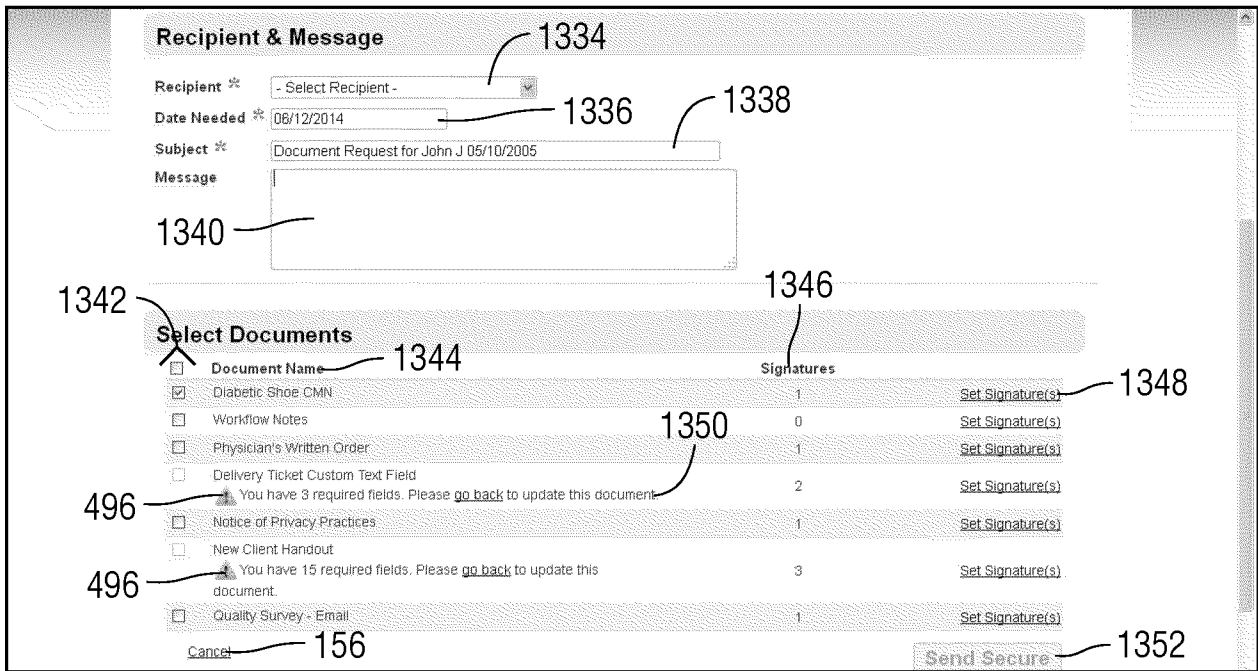 Recipient & Message
1334
Recipient * - Select Recipient -
Date Needed * 06/12/2014
1336
1338
Subject * Document Request for John J 05/10/2005
Message
1340
1342
1346
Select Documents
Document Name
1344
Signatures
Diabetic Shoe CMN 1 Set Signature(s)
1348
Workflow Notes 0 Set Signature(s)
1350
Physician's Written Order 1 Set Signature(s)
Delivery Ticket Custom Text Field
496
You have 3 required fields. Please go back to update this document.
2 Set Signature(s)
Notice of Privacy Practices 1 Set Signature(s)
New Client Handout
496
You have 15 required fields. Please go back to update this
document.
3 Set Signature(s)
Quality Survey - Email 1 Set Signature(s)
Cancel
156
Send Secure
1352